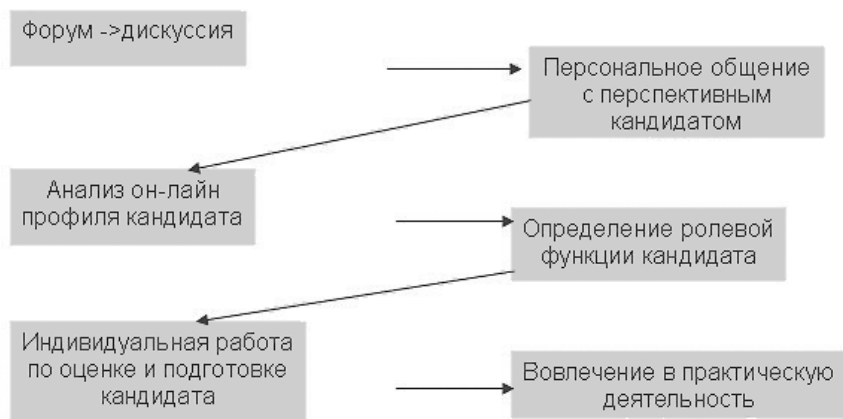 Форум ->дискуссия
Персональное общение
с перспективным
кандидатом
Анализ он-лайн
профиля кандидата
Определение ролевой
функции кандидата
Индивидуальная работа
по оценке и подготовке
кандидата
Вовлечение в практическую
деятельность